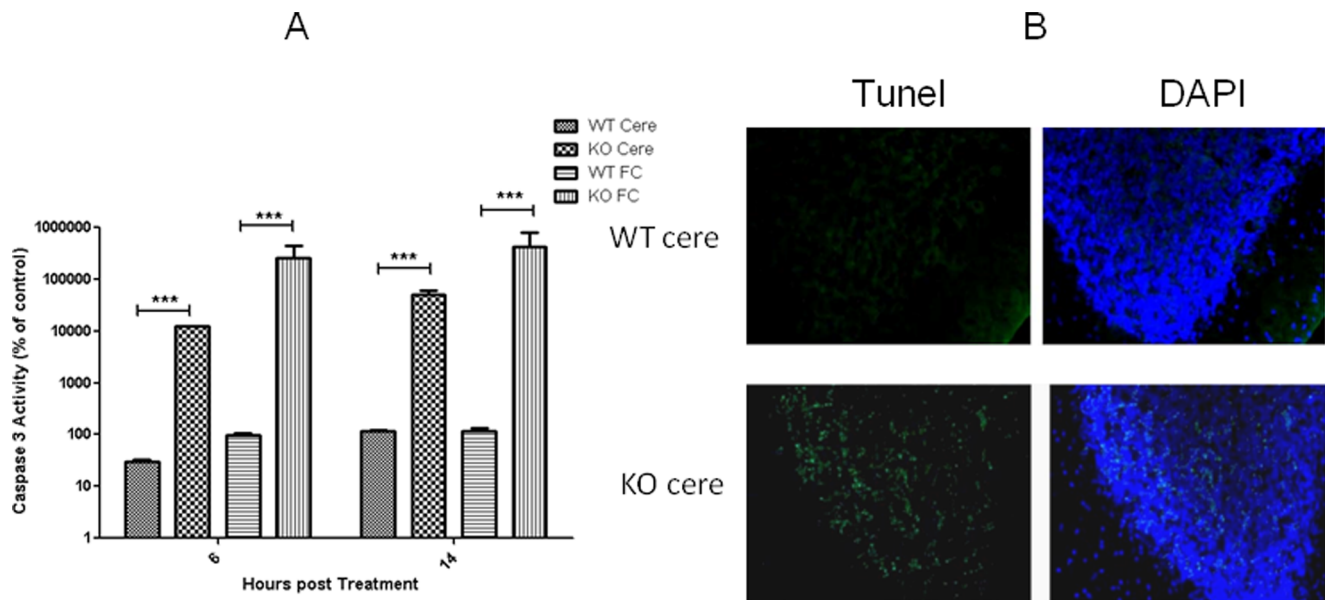 A
B
Tunel
DAPI
WT Cere
KO Cere
WT FC
KO FC
***
***
***
***
1000000
100000
10000
1000
100
10
1
Caspase 3 Activity (% of control)
6
14
Hours post Treatment
WT cere
KO cere